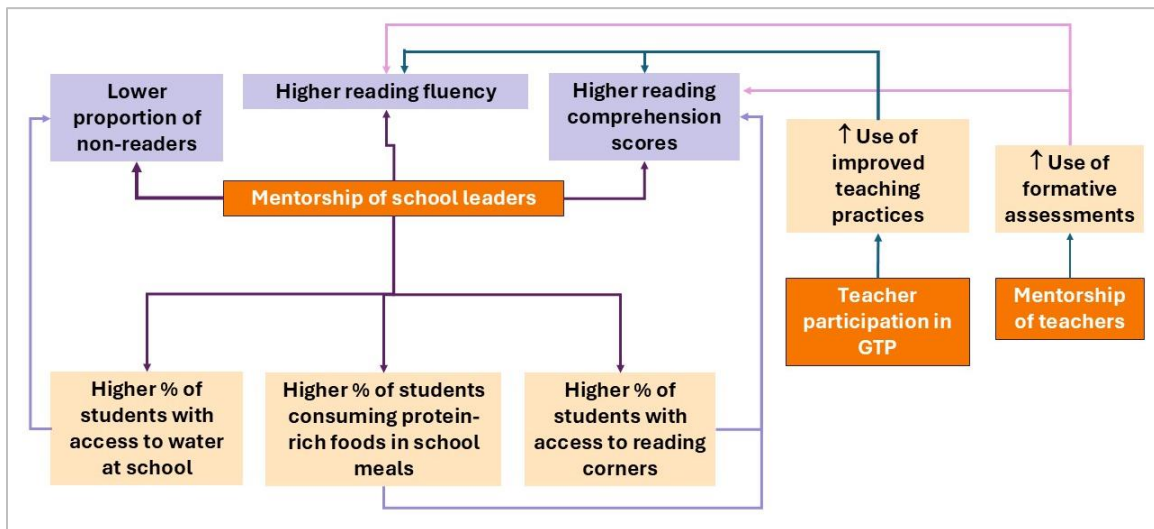 Lower
proportion of
non-readers
Higher reading fluency
Higher reading
comprehension
scores
↑ Use of
improved
teaching
practices
↑ Use of
formative
assessments
Mentorship of school leaders
Teacher
participation in
GTP
Mentorship
of teachers
Higher % of
students with
access to water
at school
Higher % of students
consuming protein-
rich foods in school
meals
Higher % of
students with
access to reading
corners